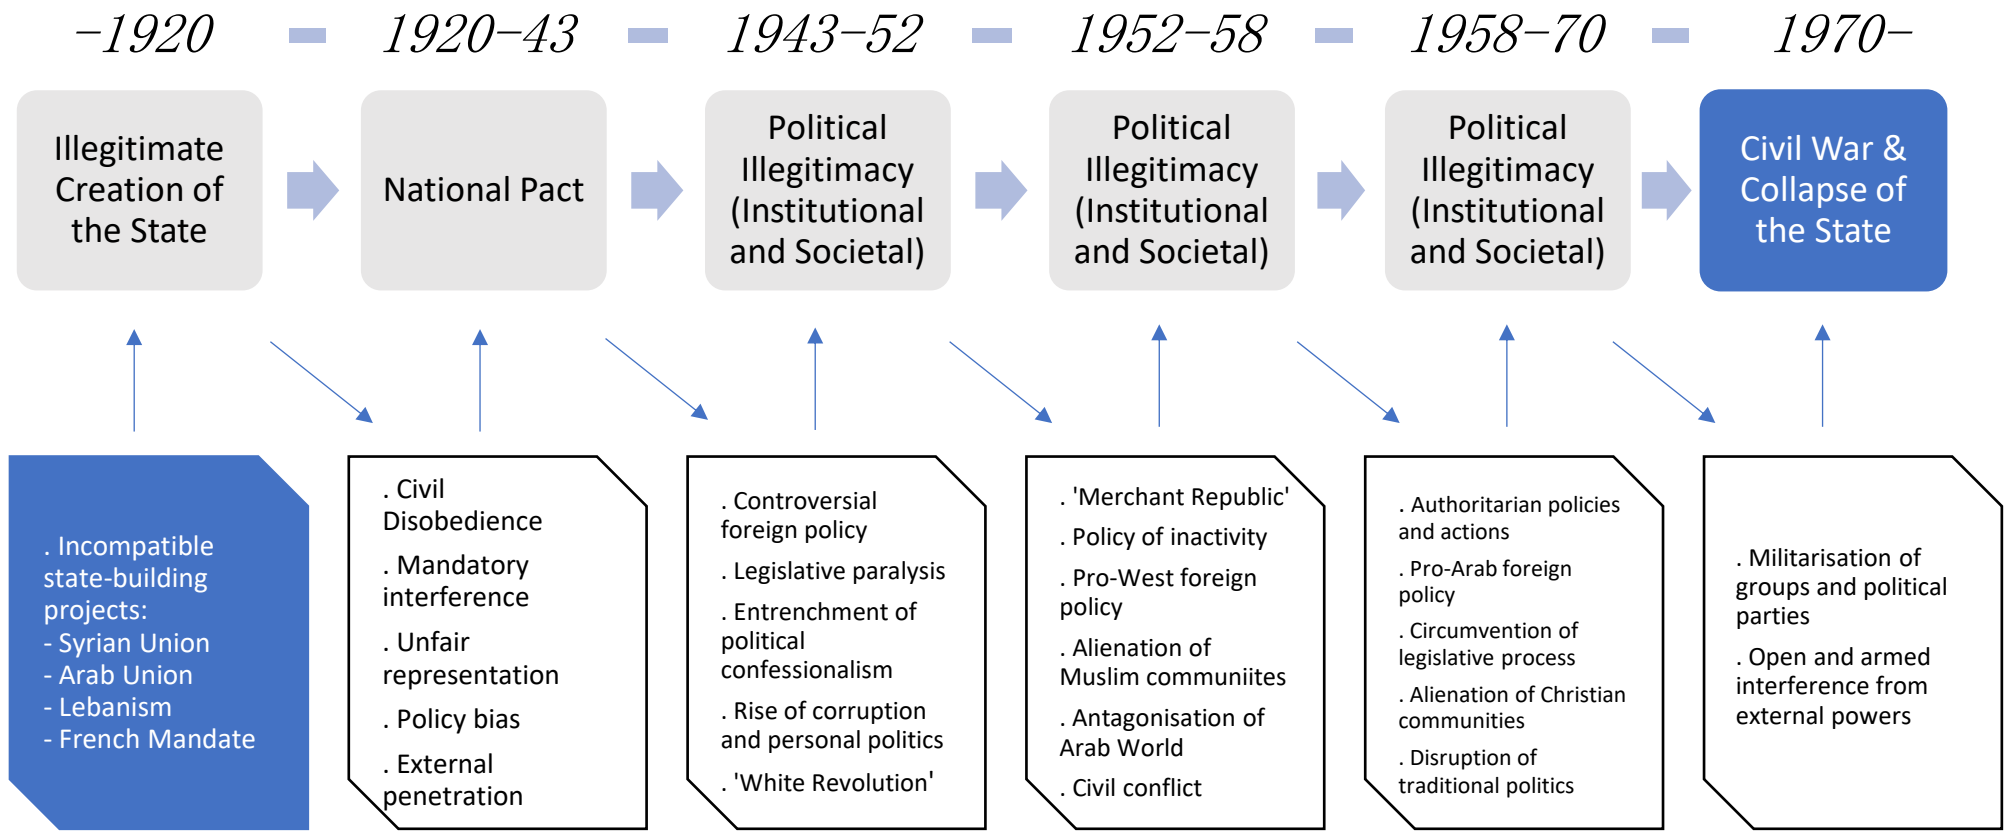 -1920
1920-43
1943-52
1952-58
1958-70
1970-
Illegitimate
Creation of
the State
National Pact
Political
Illegitimacy
(Institutional
and Societal)
Political
Illegitimacy
(Institutional
and Societal)
Political
Illegitimacy
(Institutional
and Societal)
Civil War &
Collapse of
the State
. Incompatible
state-building
projects:
- Syrian Union
- Arab Union
- Lebanism
- French Mandate
. Civil
Disobedience
. Mandatory
interference
. Unfair
representation
. Policy bias
. External
penetration
. Controversial
foreign policy
. Legislative paralysis
. Entrenchment of
political
confessionalism
. Rise of corruption
and personal politics
. 'White Revolution'
. 'Merchant Republic'
. Policy of inactivity
. Pro-West foreign
policy
. Alienation of
Muslim communiites
. Antagonisation of
Arab World
. Civil conflict
. Authoritarian policies
and actions
. Pro-Arab foreign
policy
. Circumvention of
legislative process
. Alienation of Christian
communities
. Disruption of
traditional politics
. Militarisation of
groups and political
parties
. Open and armed
interference from
external powers